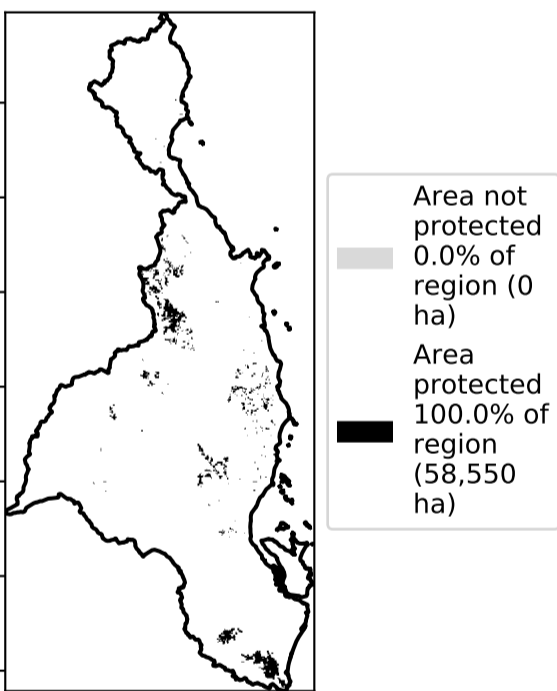 Area not
protected
0.0% of
region (0
ha)
Area
protected
100.0% of
region
(58,550
ha)